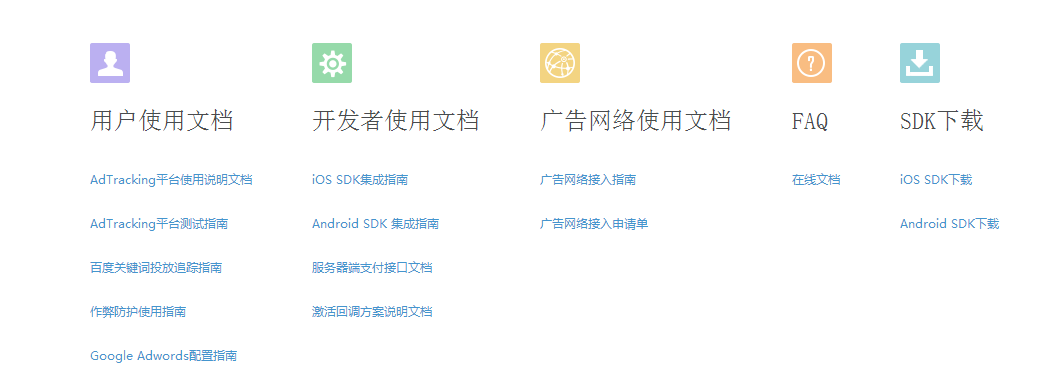 用户使用文档
AdTracking平台使用说明文档
AdTracking平台测试指南
百度关键词投放追踪指南
作弊防护使用指南
Google Adwords配置指南
开发者使用文档
iOS SDK集成指南
Android SDK 集成指南
服务器端支付接口文档
激活回调方案说明文档
广告网络使用文档
广告网络接入指南
广告网络接入申请单
FAQ
在线文档
SDK下载
iOS SDK下载
Android SDK下载